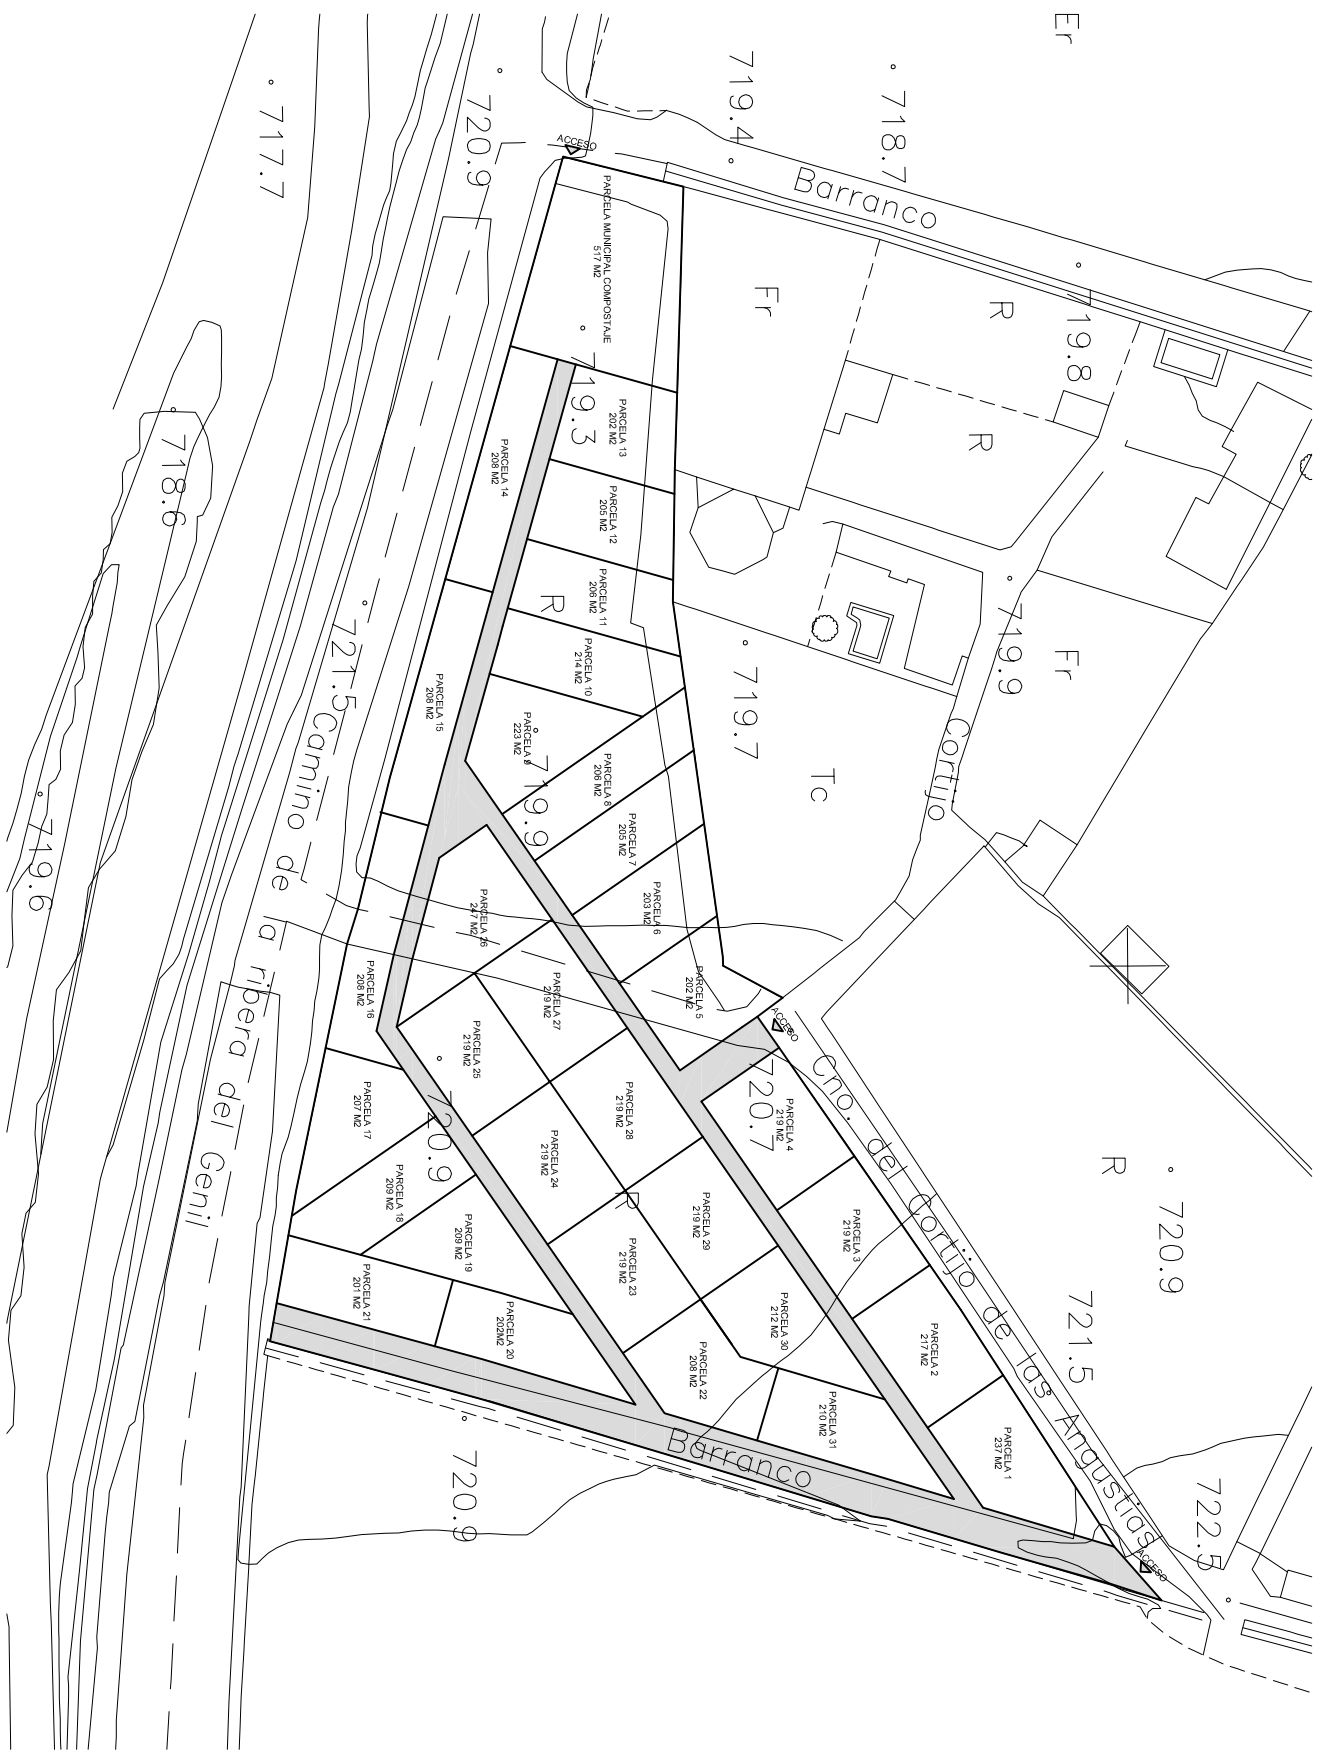 Er
719.4
718.7
717.7
720.9
ACCESO
Barranco
PARCELA MUNICIPAL COMPOSTAJE
517 M2
Fr
R
719.8
719.3
R
PARCELA 13
202 M2
PARCELA 14
208 M2
718.6
PARCELA 12
205 M2
PARCELA 11
206 M2
R
719.9
Fr
721.5
PARCELA 10
214 M2
719.7
PARCELA 15
208 M2
PARCELA 9
223 M2
PARCELA 8
206 M2
719.9
Tc
Cortijo
PARCELA 7
205 M2
719.6
Camino de la ribera del Genil
PARCELA 6
203 M2
PARCELA 26
247 M2
PARCELA 5
202 M2
PARCELA 16
208 M2
PARCELA 27
219 M2
PARCELA 25
219 M2
ACCESO
720.7
Cno. del Cortijo de las Angustias
PARCELA 17
207 M2
720.9
PARCELA 28
219 M2
PARCELA 4
219 M2
PARCELA 18
209 M2
PARCELA 24
219 M2
R
R
720.9
PARCELA 19
209 M2
PARCELA 29
219 M2
PARCELA 3
219 M2
PARCELA 21
201 M2
PARCELA 23
219 M2
721.5
PARCELA 20
202M2
PARCELA 30
212 M2
PARCELA 2
217 M2
PARCELA 22
208 M2
PARCELA 31
210 M2
PARCELA 1
237 M2
Barranco
720.9
722.5
ACCESO